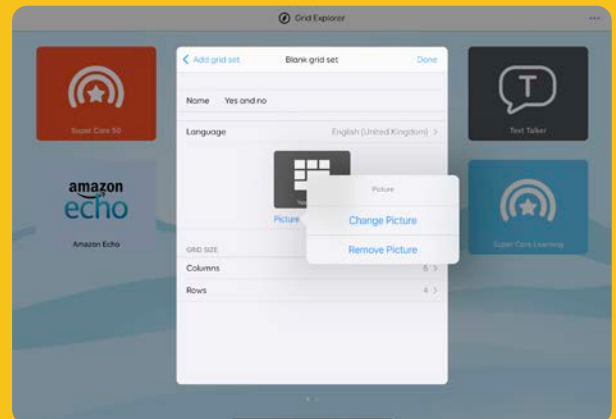 Grid Explorer
Add grid set
Blank grid set
Done
Name Yes and no
Language English (United Kingdom)
Picture
Picture
Change Picture
Remove Picture
GRID SIZE
Columns 6
Rows 4
Super Core 50
amazon
echo
Amazon Echo
T
Text Talker
Super Core Learning